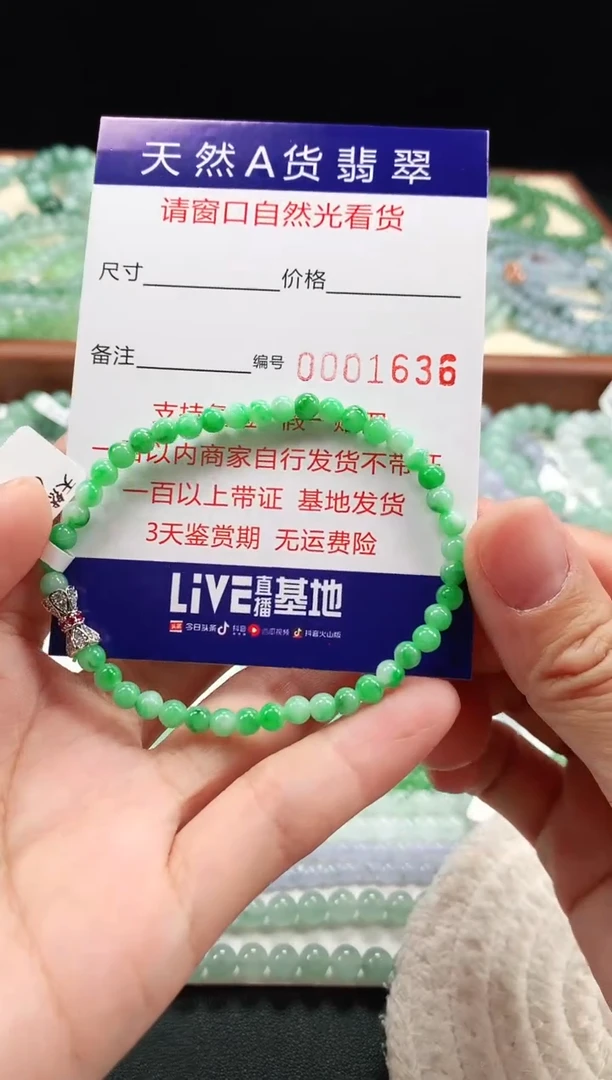 天然A货翡翠
请窗口自然光看货
尺寸 价格
备注 编号 0001636
支持
一百以内商家自行发货不带证
一百以上带证 基地发货
3天鉴赏期 无运费险
LiVE直播基地
今日头条 抖音 西瓜视频 抖音火山版
天然